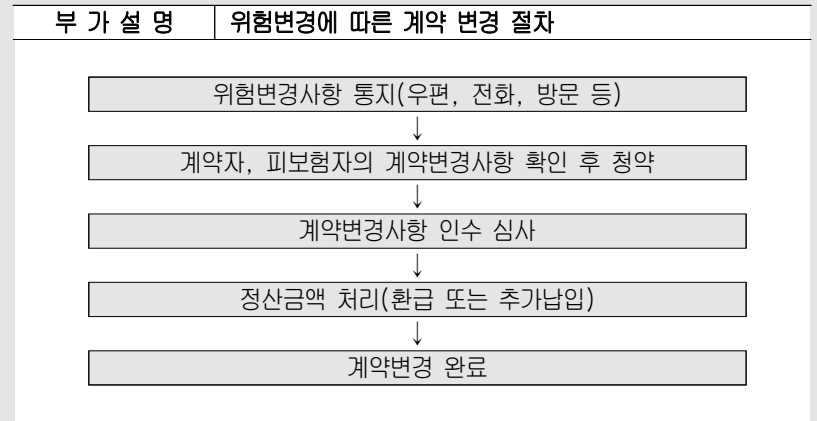 부 가 설 명 위험변경에 따른 계약 변경 절차
위험변경사항 통지(우편, 전화, 방문 등)
↓
계약자, 피보험자의 계약변경사항 확인 후 청약
↓
계약변경사항 인수 심사
↓
정산금액 처리(환급 또는 추가납입)
↓
계약변경 완료